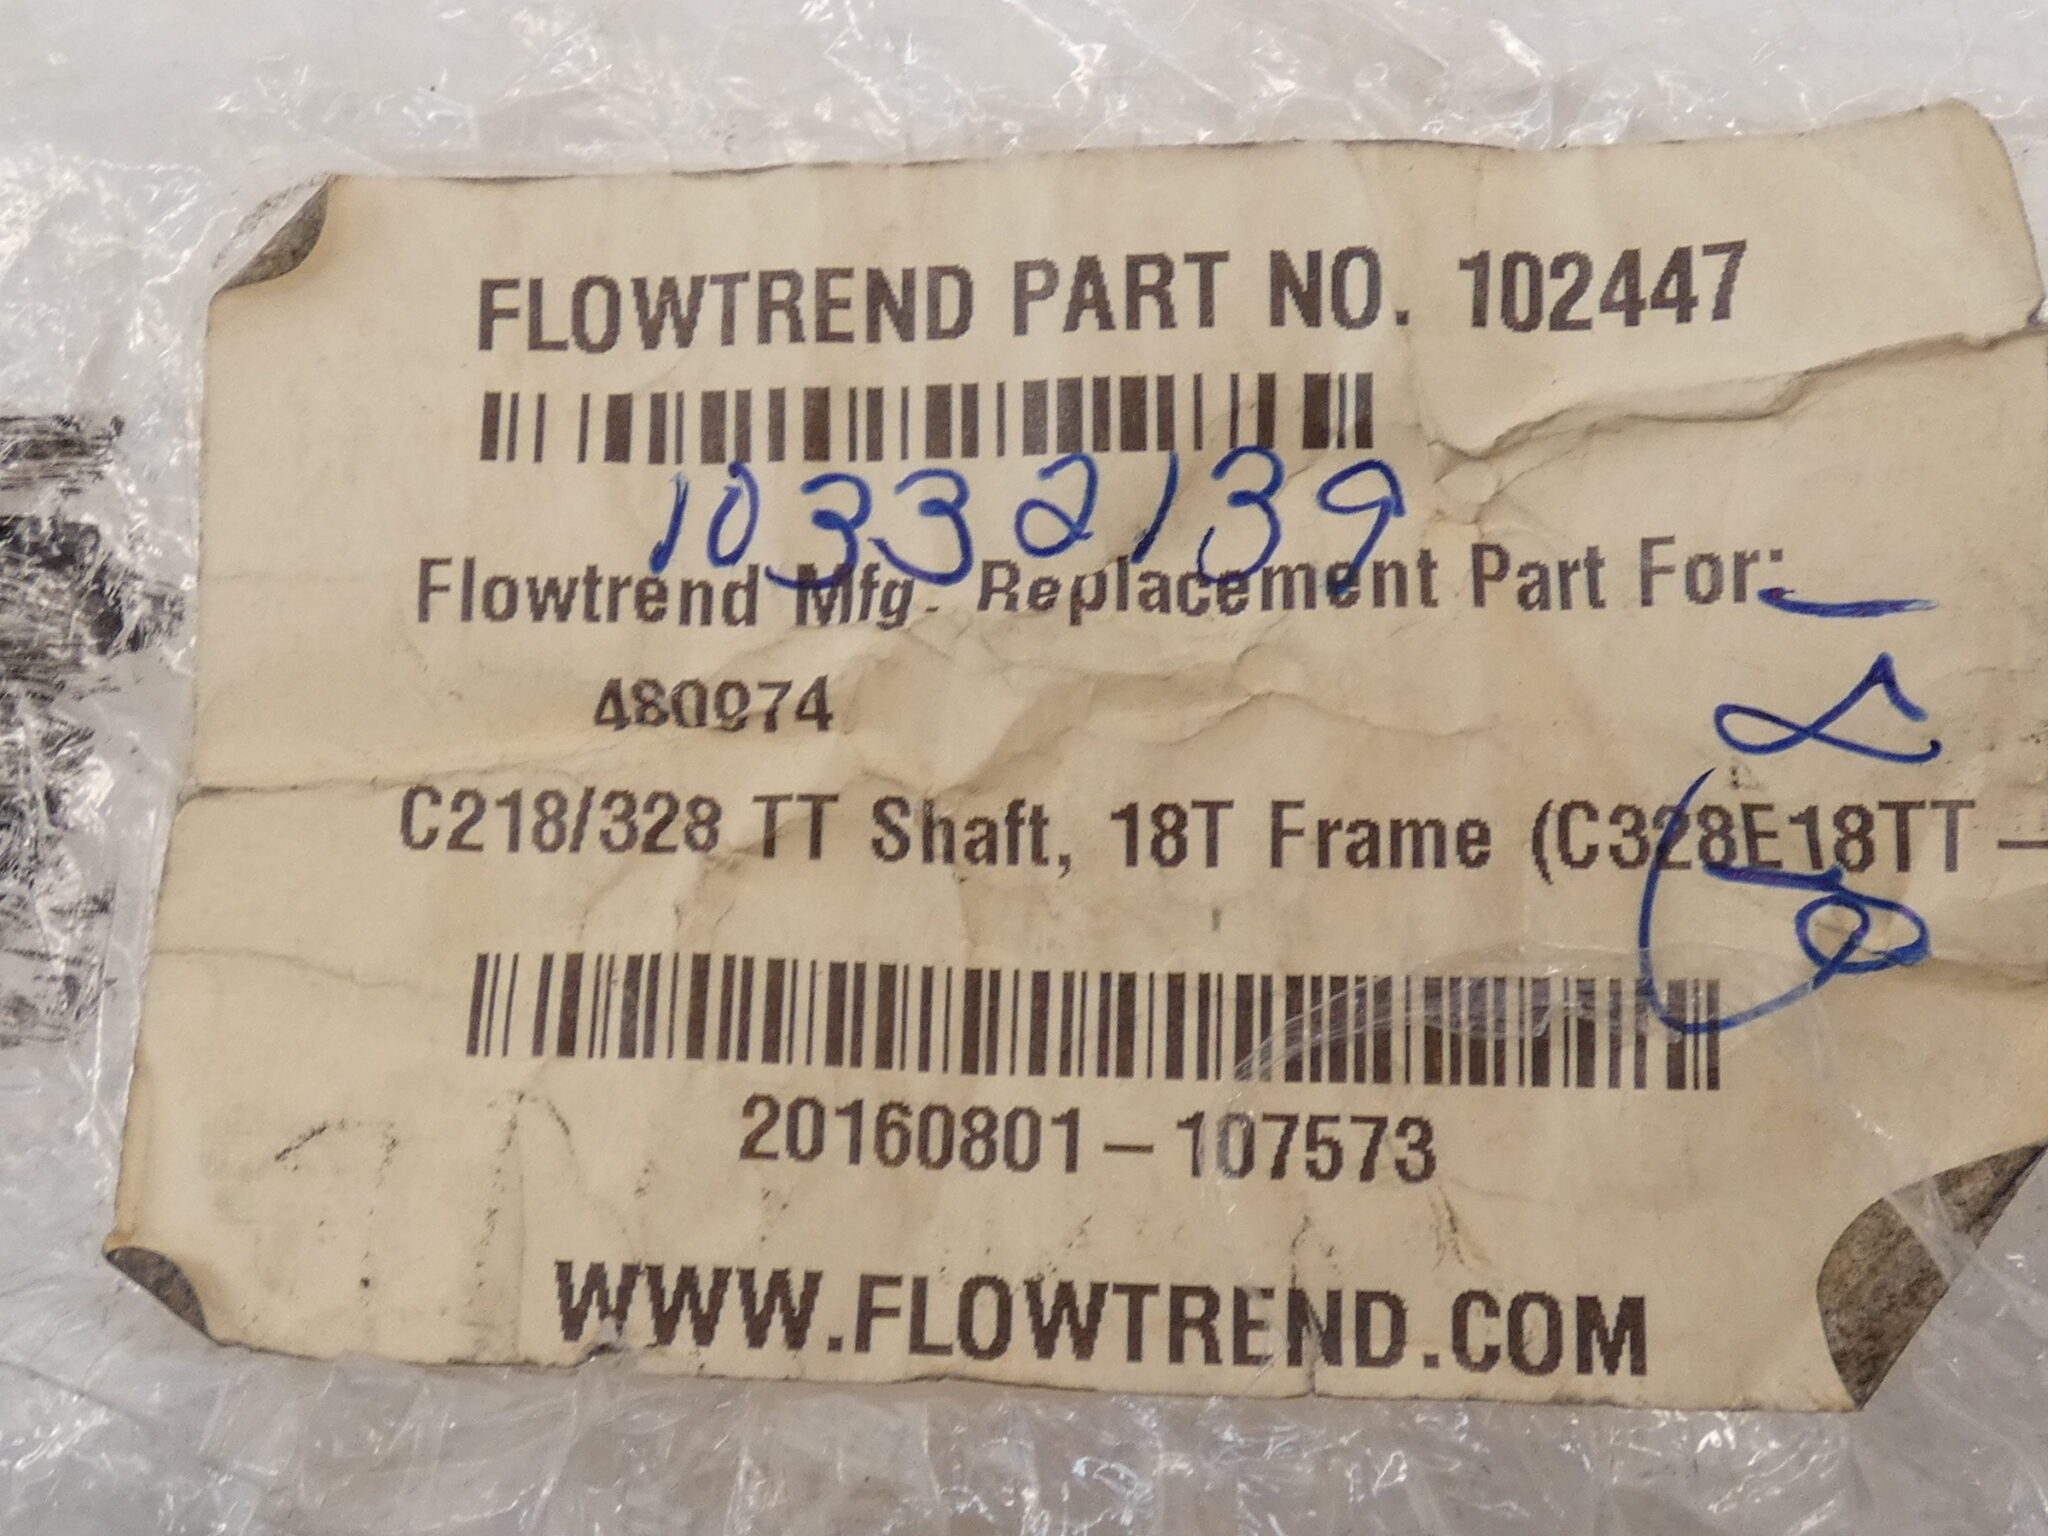 FLOWTREND PART NO. 102447
10332139
Flowtrend Mfg. Replacement Part For:
480974
C218/328 TT Shaft, 18T Frame (C328E18TT –
20160801–107573
WWW.FLOWTREND.COM